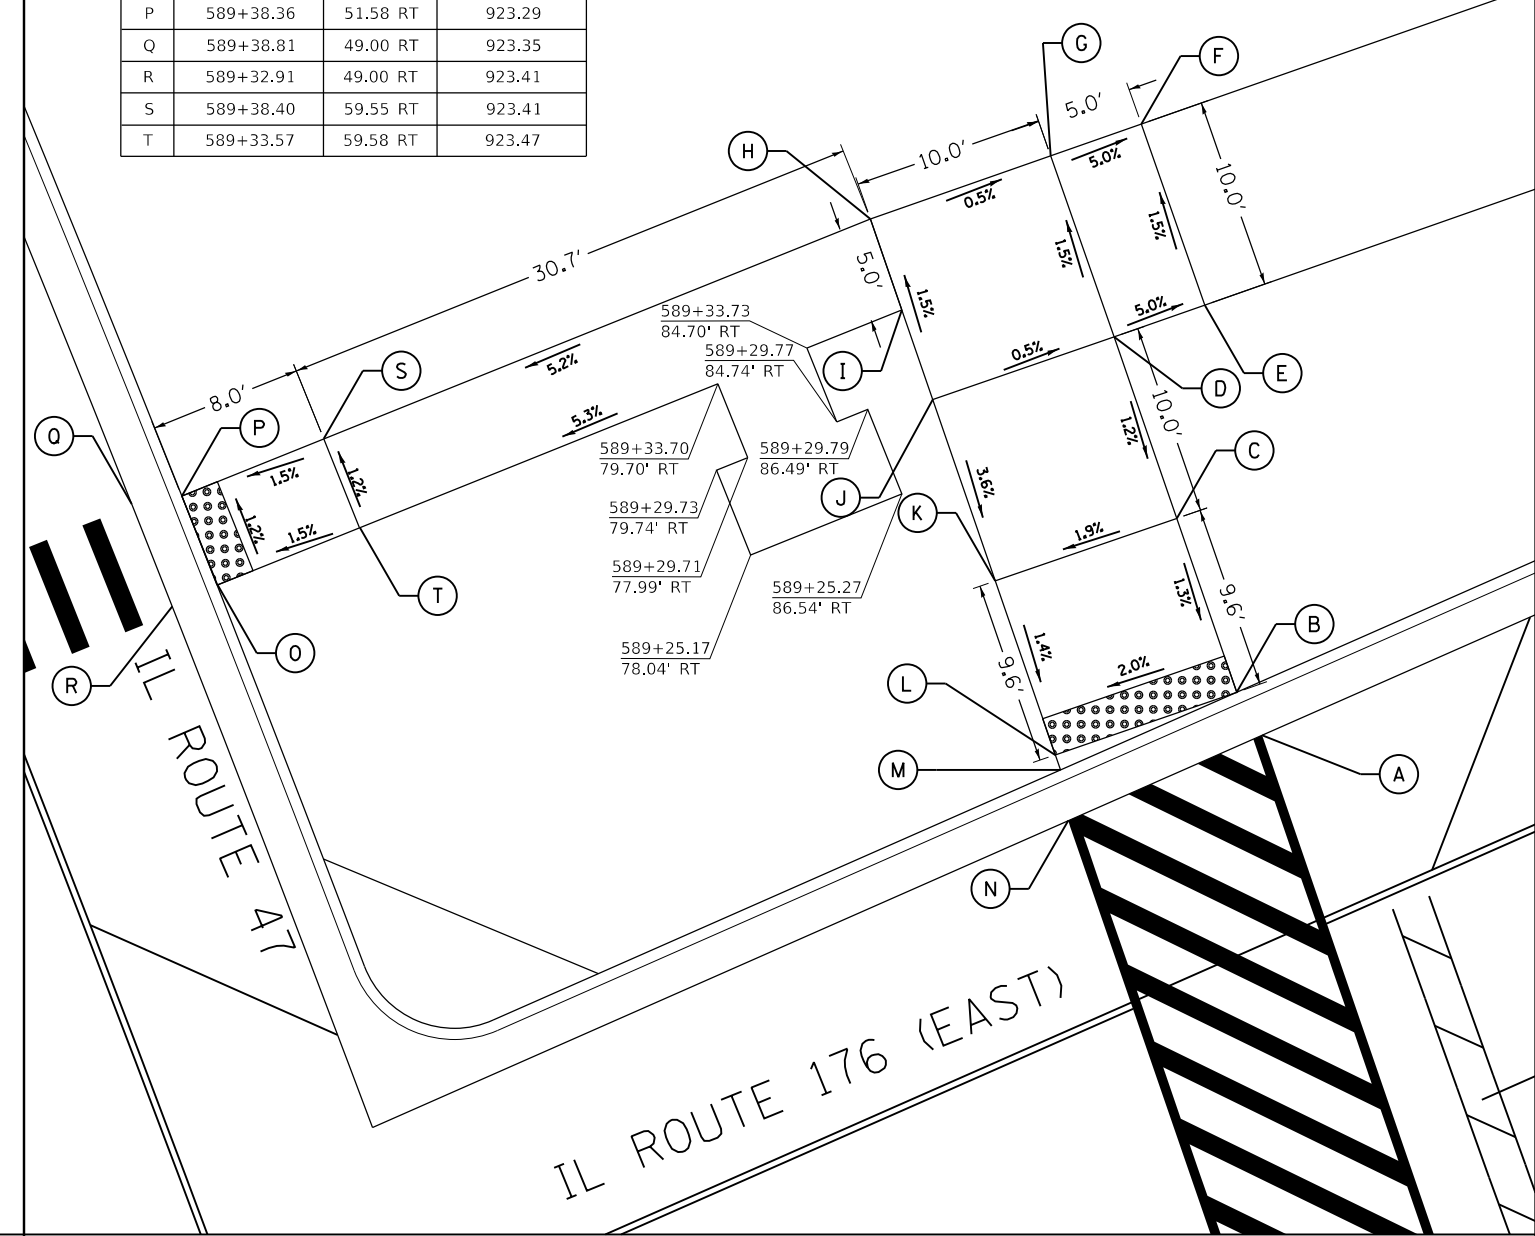 P 589+38.36 51.58 RT 923.29
Q 589+38.81 49.00 RT 923.35
R 589+32.91 49.00 RT 923.41
S 589+38.40 59.55 RT 923.41
T 589+33.57 59.58 RT 923.47
G
F
5.0'
H
10.0'
5.0%
0.5%
10.0'
1.5%
1.5%
30.7'
5.0'
1.5%
5.0%
589+33.73
84.70' RT
589+29.77
84.74' RT
I
0.5%
D
E
S
5.2%
8.0'
5.3%
10.0'
1.2%
Q
P
589+33.70
79.70' RT
589+29.79
86.49' RT
C
1.5%
1.2%
J
K
3.6%
589+29.73
79.74' RT
1.2%
1.5%
1.9%
589+29.71
77.99' RT
589+25.27
86.54' RT
T
1.3%
9.6'
B
O
589+25.17
78.04' RT
1.4%
9.6'
2.0%
R
L
M
A
N
IL ROUTE 47
IL ROUTE 176 (EAST)